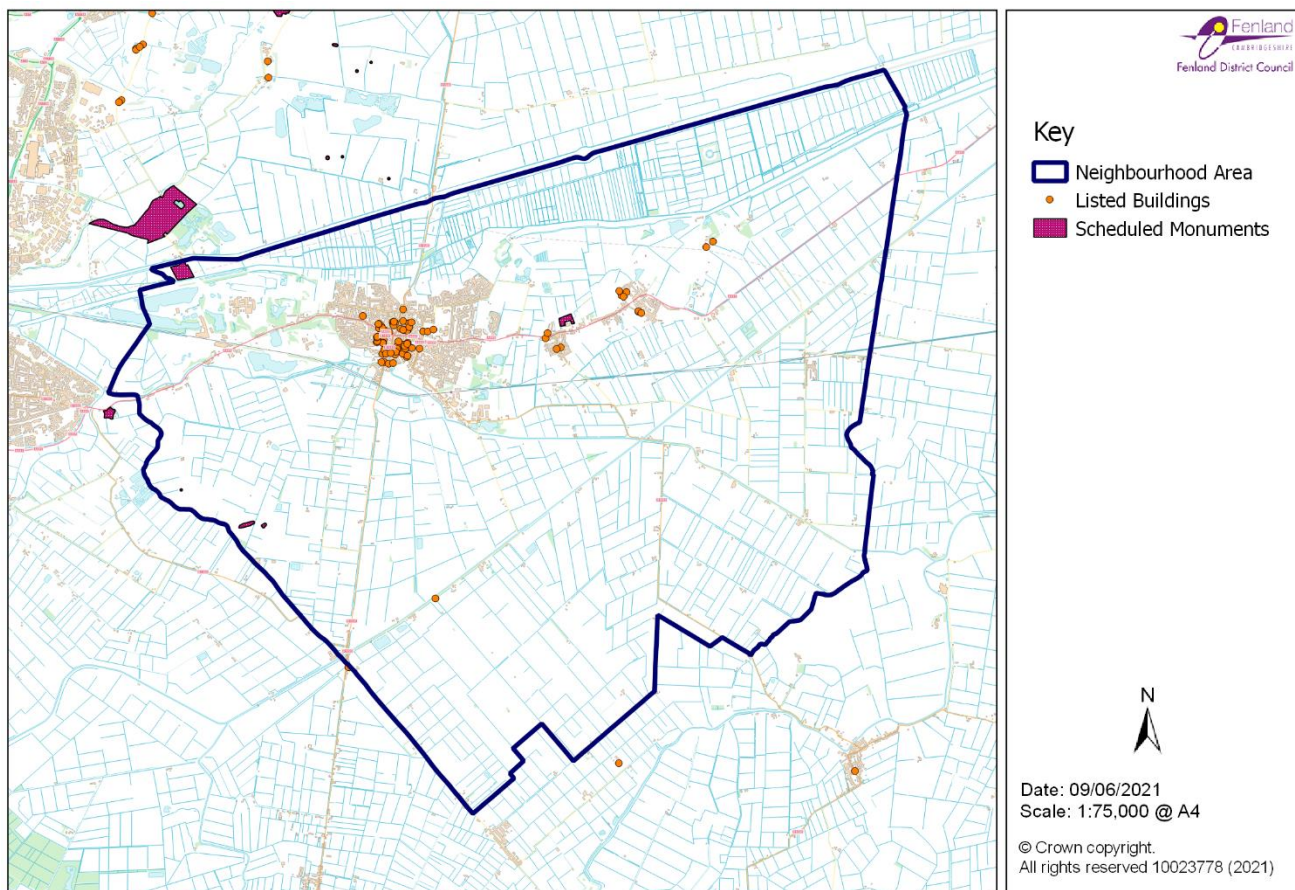 Fenland
CAMBRIDGESHIRE
Fenland District Council
Key
Neighbourhood Area
Listed Buildings
Scheduled Monuments
N
Date: 09/06/2021
Scale: 1:75,000 @ A4
© Crown copyright.
All rights reserved 10023778 (2021)